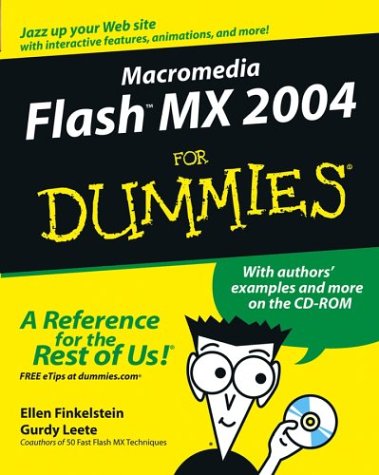 Jazz up your Web site
with interactive features, animations, and more!
Macromedia
Flash™ MX 2004
FOR
DUMMIES®
With authors'
examples and more
on the CD-ROM
A Reference
for the
Rest of Us!®
FREE eTips at dummies.com®
Ellen Finkelstein
Gurdy Leete
Coauthors of 50 Fast Flash MX Techniques